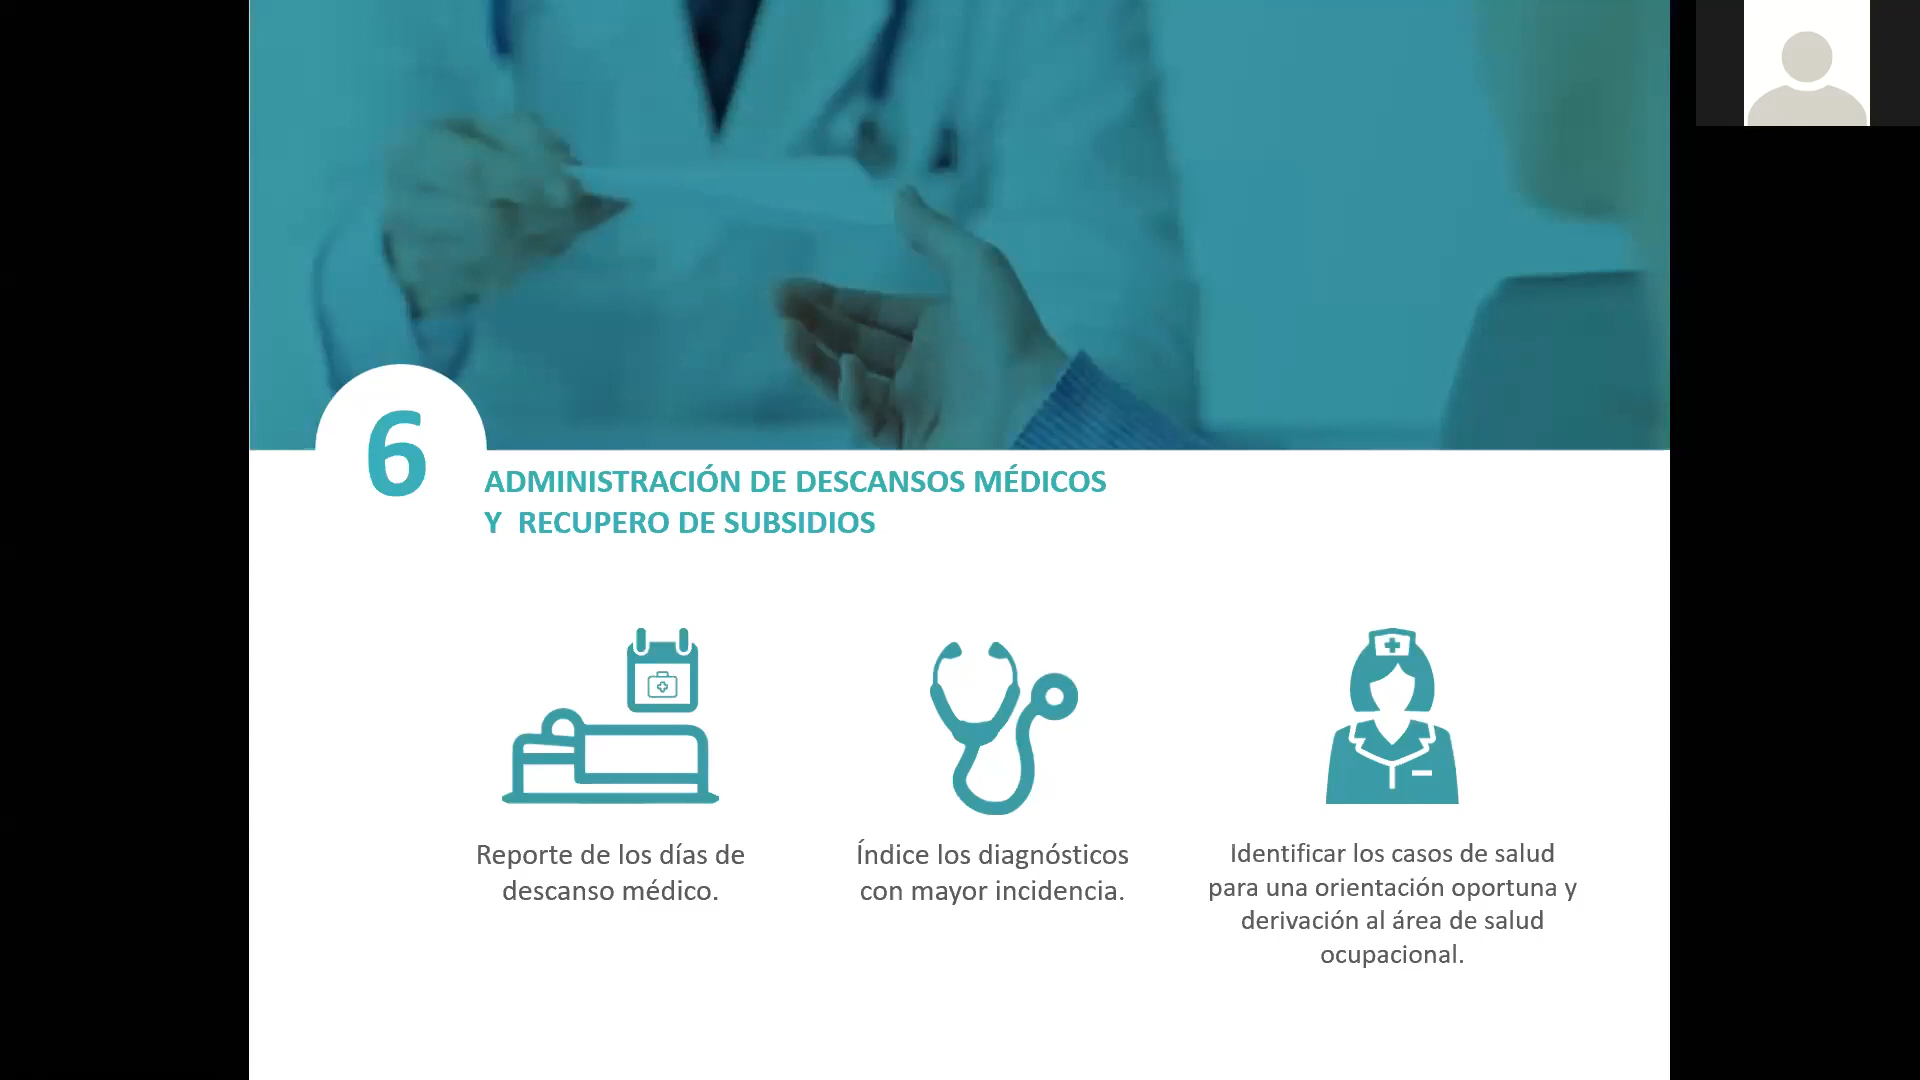 6
ADMINISTRACIÓN DE DESCANSOS MÉDICOS
Y RECUPERO DE SUBSIDIOS
Reporte de los días de
descanso médico.
Índice los diagnósticos
con mayor incidencia.
Identificar los casos de salud
para una orientación oportuna y
derivación al área de salud
ocupacional.